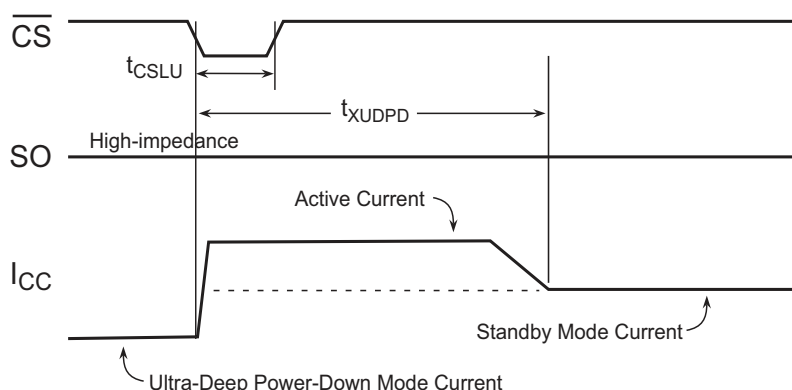 CS
tCSLU
tXUDPD
High-impedance
SO
Active Current
ICC
Standby Mode Current
Ultra-Deep Power-Down Mode Current